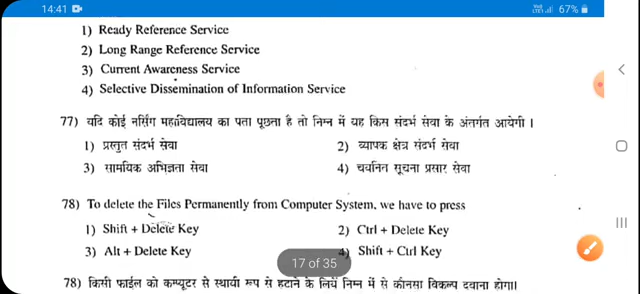 14:41
67%
1) Ready Reference Service
2) Long Range Reference Service
3) Current Awareness Service
4) Selective Dissemination of Information Service
77) यदि कोई नर्सिंग महाविद्यालय का पता पूछता है तो निम्न में यह किस संदर्भ सेवा के अंतर्गत आयेगी ।
1) प्रस्तुत संदर्भ सेवा 2) व्यापक क्षेत्र संदर्भ सेवा
3) सामयिक अभिज्ञता सेवा 4) चयनित सूचना प्रसार सेवा
78) To delete the Files Permanently from Computer System, we have to press
1) Shift + Delete Key 2) Ctrl + Delete Key
3) Alt + Delete Key 4) Shift + Ctrl Key
17 of 35
78) किसी फाईल को कम्प्यूटर से स्थायी रूप से हटाने के लिये निम्न में से कौनसा विकल्प दवाना होगा।